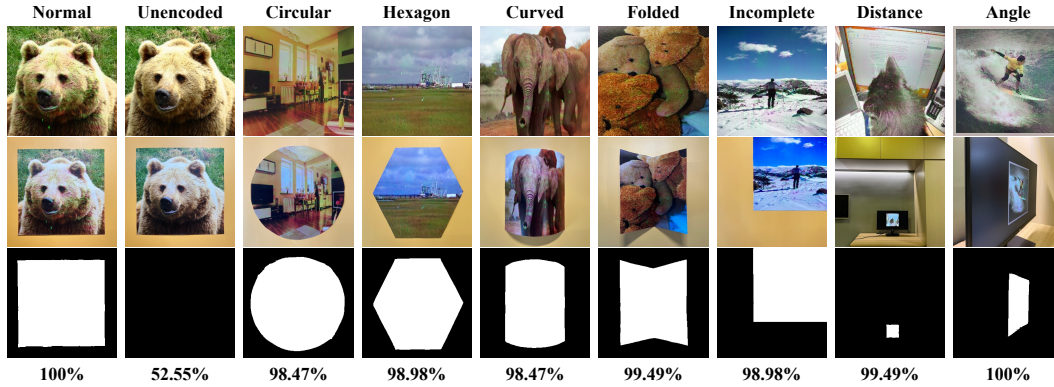 Normal Unencoded Circular Hexagon Curved Folded Incomplete Distance Angle
100% 52.55% 98.47% 98.98% 98.47% 99.49% 98.98% 99.49% 100%